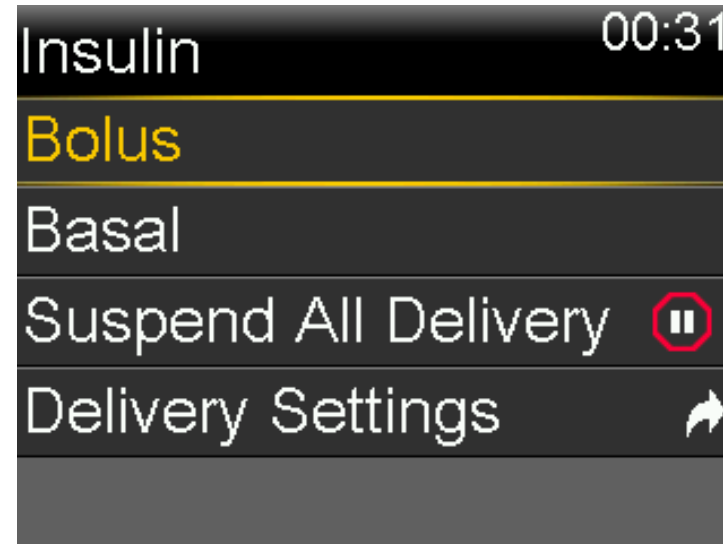 Insulin 00:31
Bolus
Basal
Suspend All Delivery
Delivery Settings